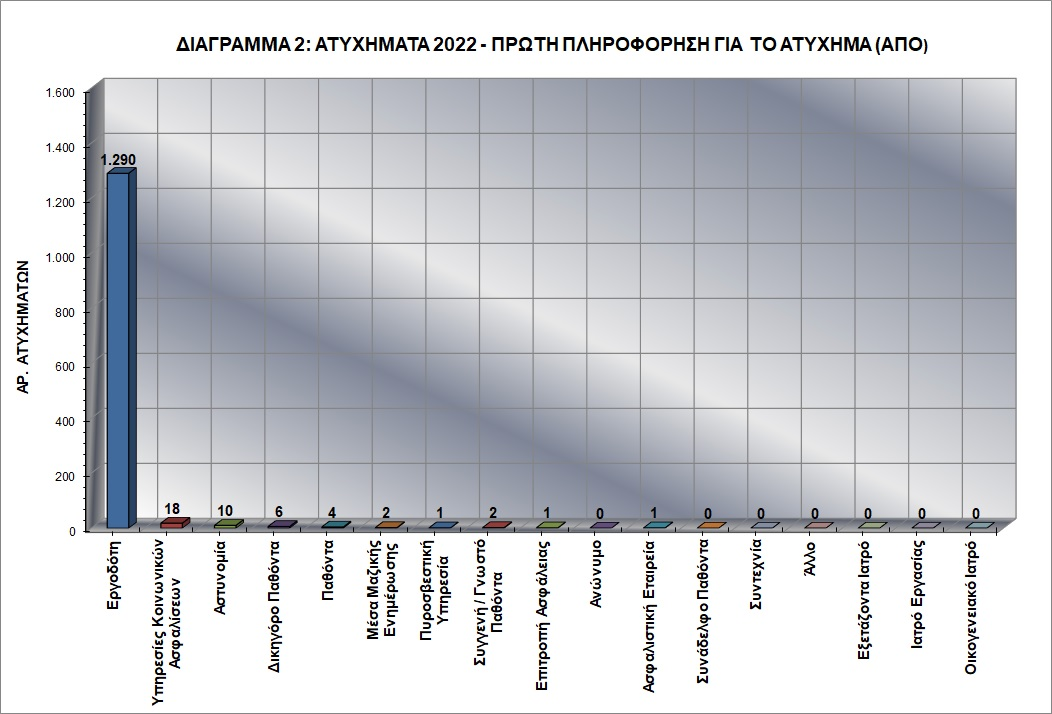 ΔΙΑΓΡΑΜΜΑ 2: ΑΤΥΧΗΜΑΤΑ 2022 - ΠΡΩΤΗ ΠΛΗΡΟΦΟΡΗΣΗ ΓΙΑ ΤΟ ΑΤΥΧΗΜΑ (ΑΠΟ)
ΑΡ. ΑΤΥΧΗΜΑΤΩΝ
1.600
1.400
1.200
1.000
800
600
400
200
0
1.290
18
10
6
4
2
1
2
1
0
1
0
0
0
0
0
0
Εργοδότη
Υπηρεσίες Κοινωνικών
Ασφαλίσεων
Αστυνομία
Δικηγόρο Παθόντα
Παθόντα
Μέσα Μαζικής
Ενημέρωσης
Πυροσβεστική
Υπηρεσία
Συγγενή / Γνωστό
Παθόντα
Επιτροπή Ασφάλειας
Ανώνυμο
Ασφαλιστική Εταιρεία
Συνάδελφο Παθόντα
Συντεχνία
Άλλο
Εξετάζοντα Ιατρό
Ιατρό Εργασίας
Οικογενειακό Ιατρό